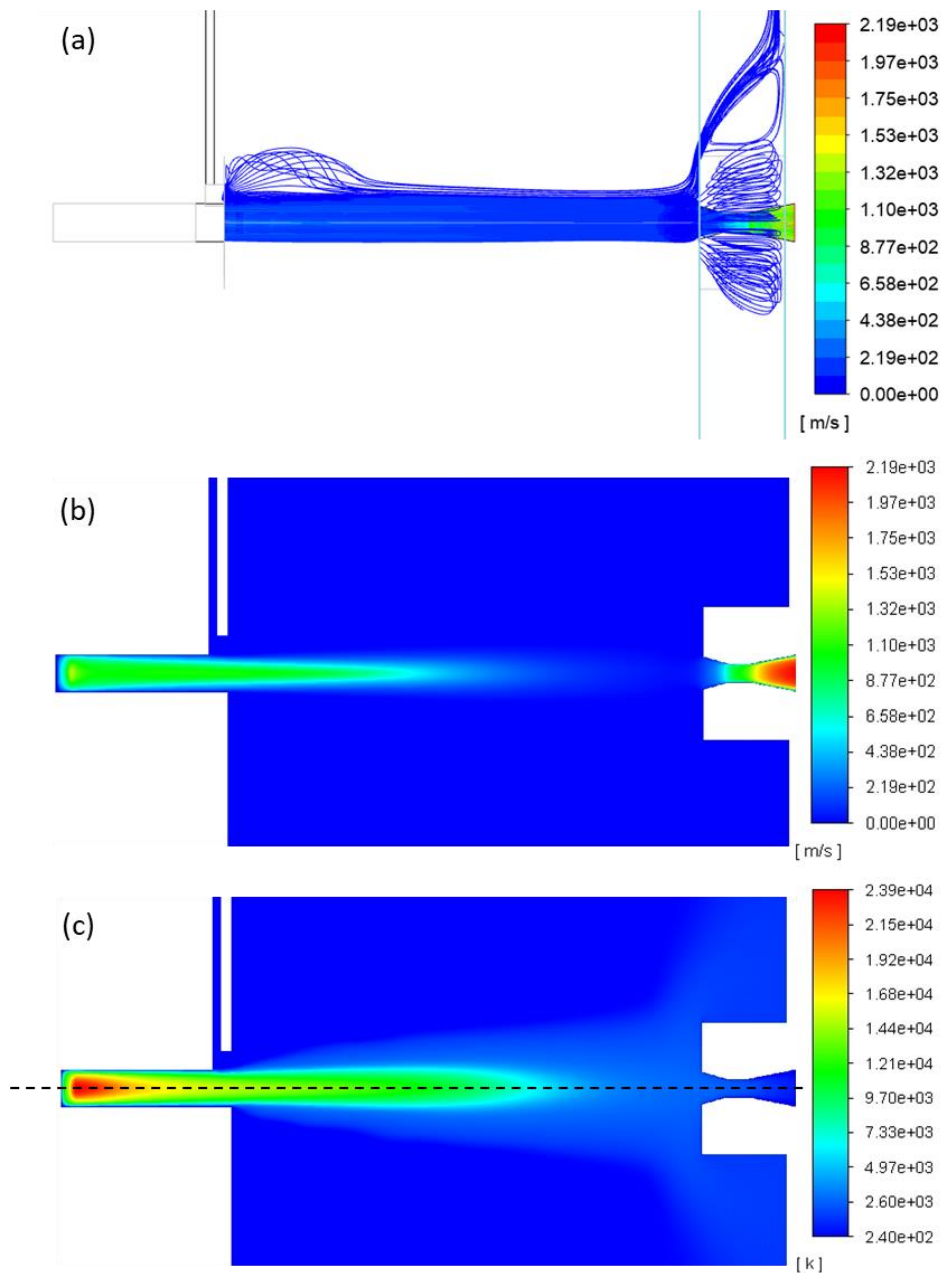 (a)
2.19e+03
1.97e+03
1.75e+03
1.53e+03
1.32e+03
1.10e+03
8.77e+02
6.58e+02
4.38e+02
2.19e+02
0.00e+00
[ m/s ]
(b)
2.19e+03
1.97e+03
1.75e+03
1.53e+03
1.32e+03
1.10e+03
8.77e+02
6.58e+02
4.38e+02
2.19e+02
0.00e+00
[ m/s ]
(c)
2.39e+04
2.15e+04
1.92e+04
1.68e+04
1.44e+04
1.21e+04
9.70e+03
7.33e+03
4.97e+03
2.60e+03
2.40e+02
[ k ]